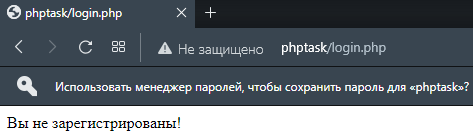 phptask/login.php
Не защищено phptask/login.php
Использовать менеджер паролей, чтобы сохранить пароль для «phptask»?
Вы не зарегистрированы!